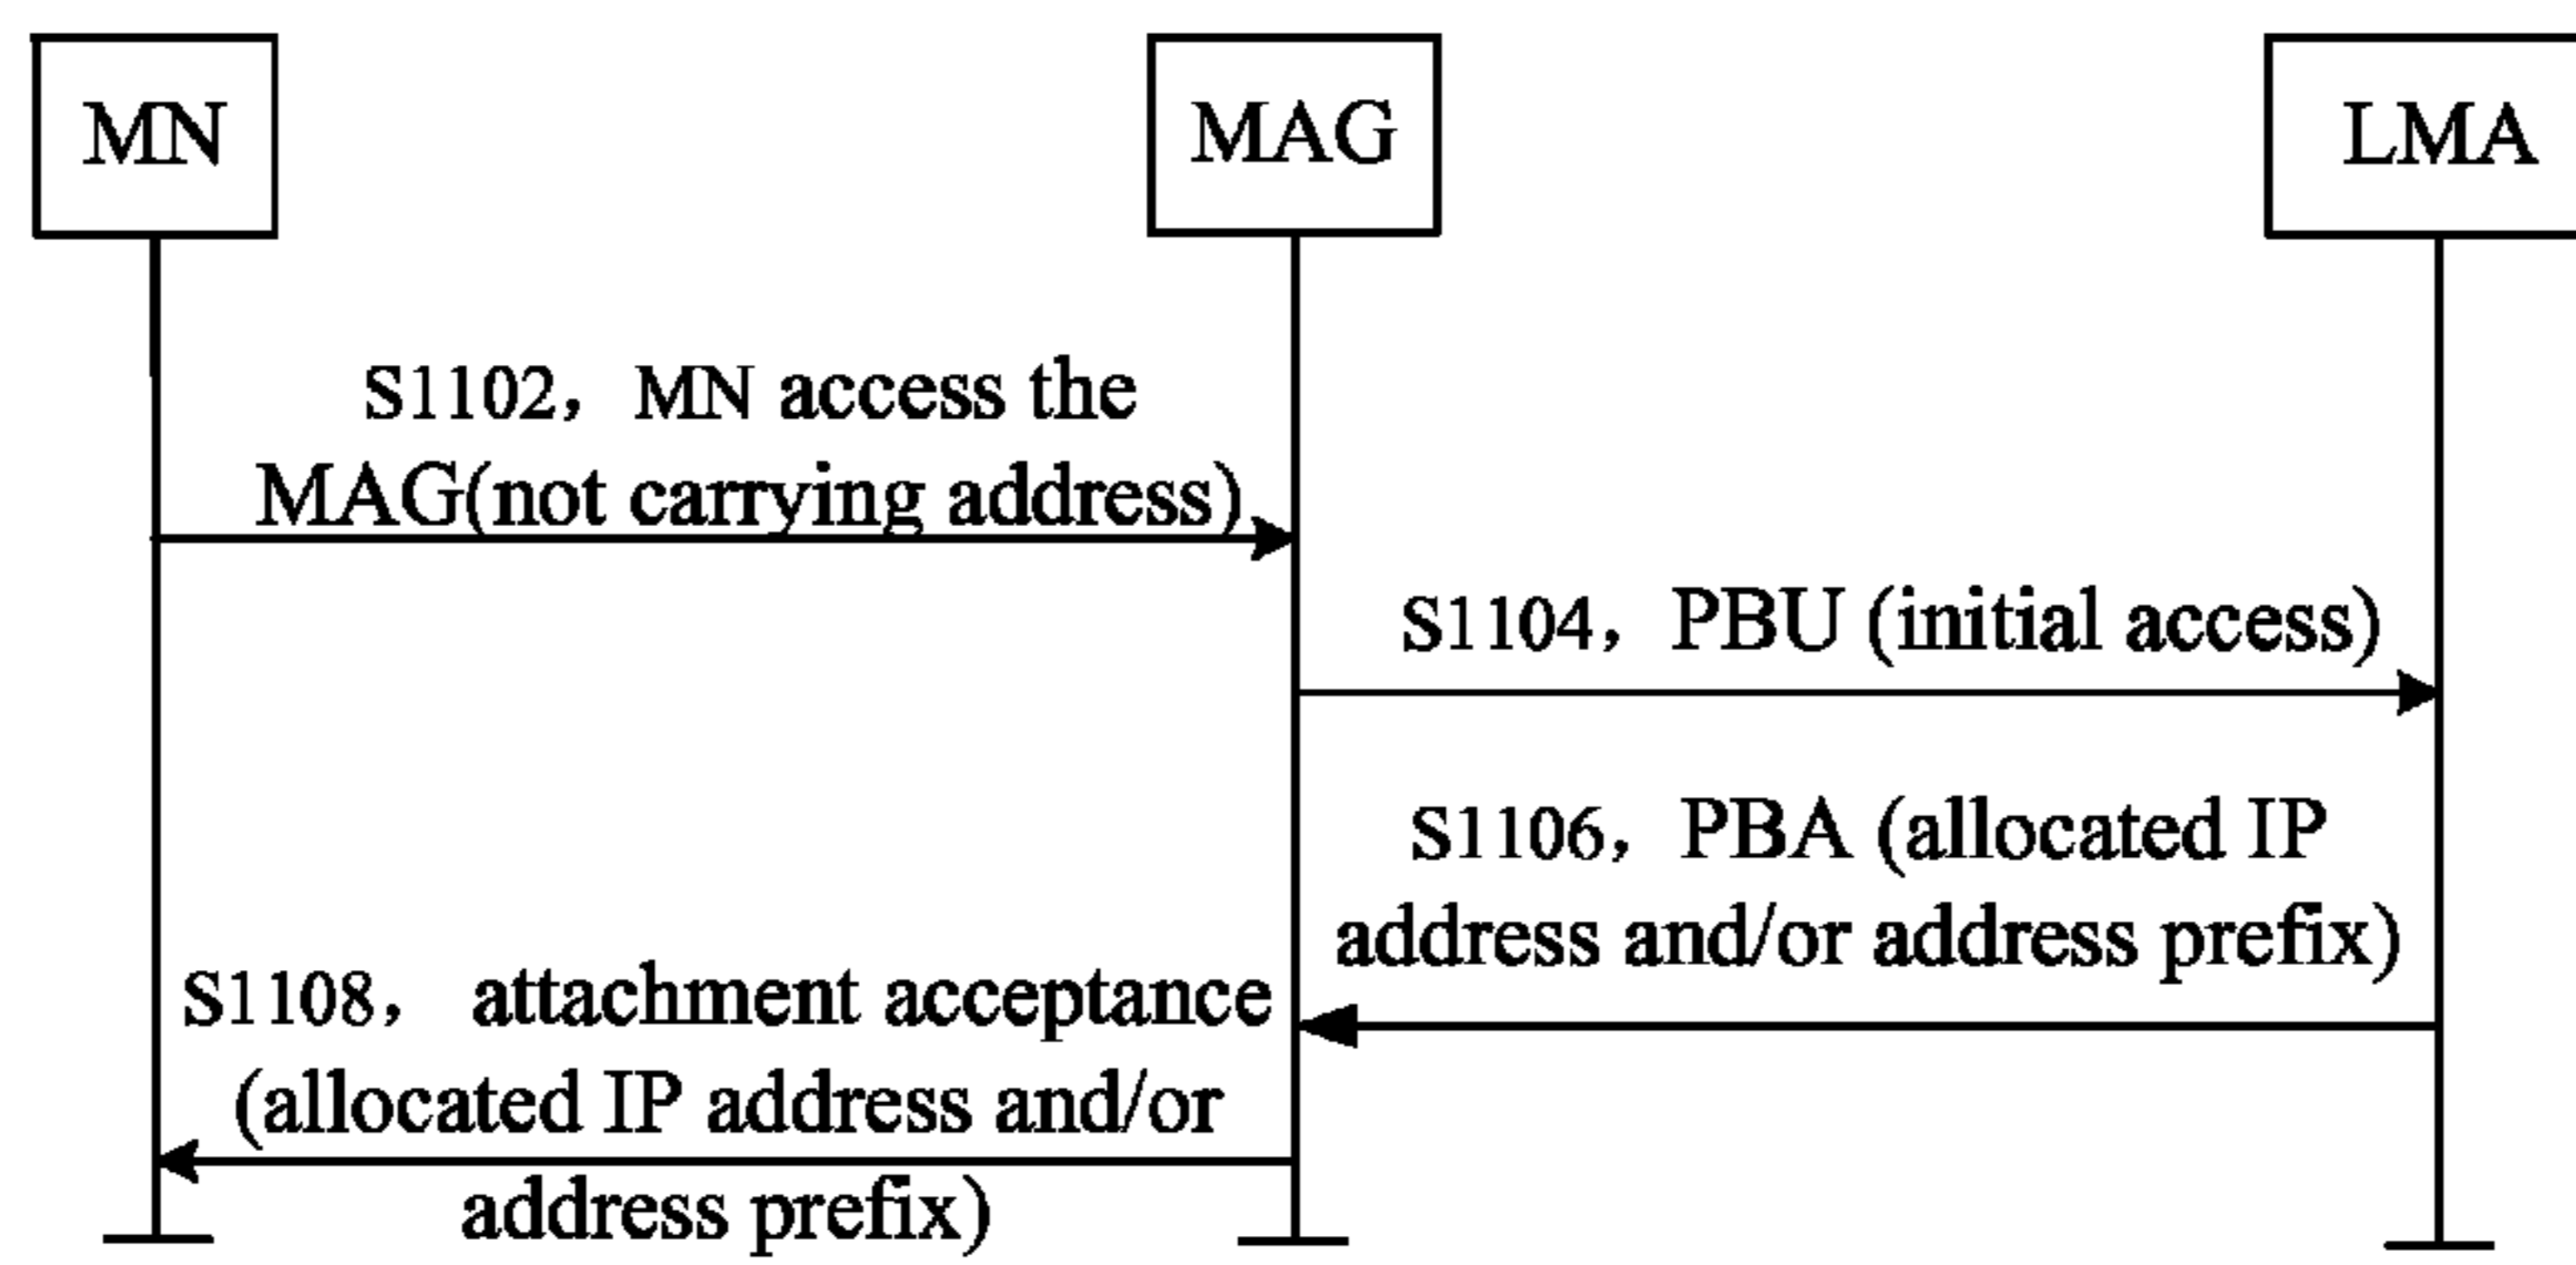 MN
MAG
LMA
S1102, MN access the
MAG(not carrying address)
S1104, PBU (initial access)
S1106, PBA (allocated IP
address and/or address prefix)
S1108, attachment acceptance
(allocated IP address and/or
address prefix)